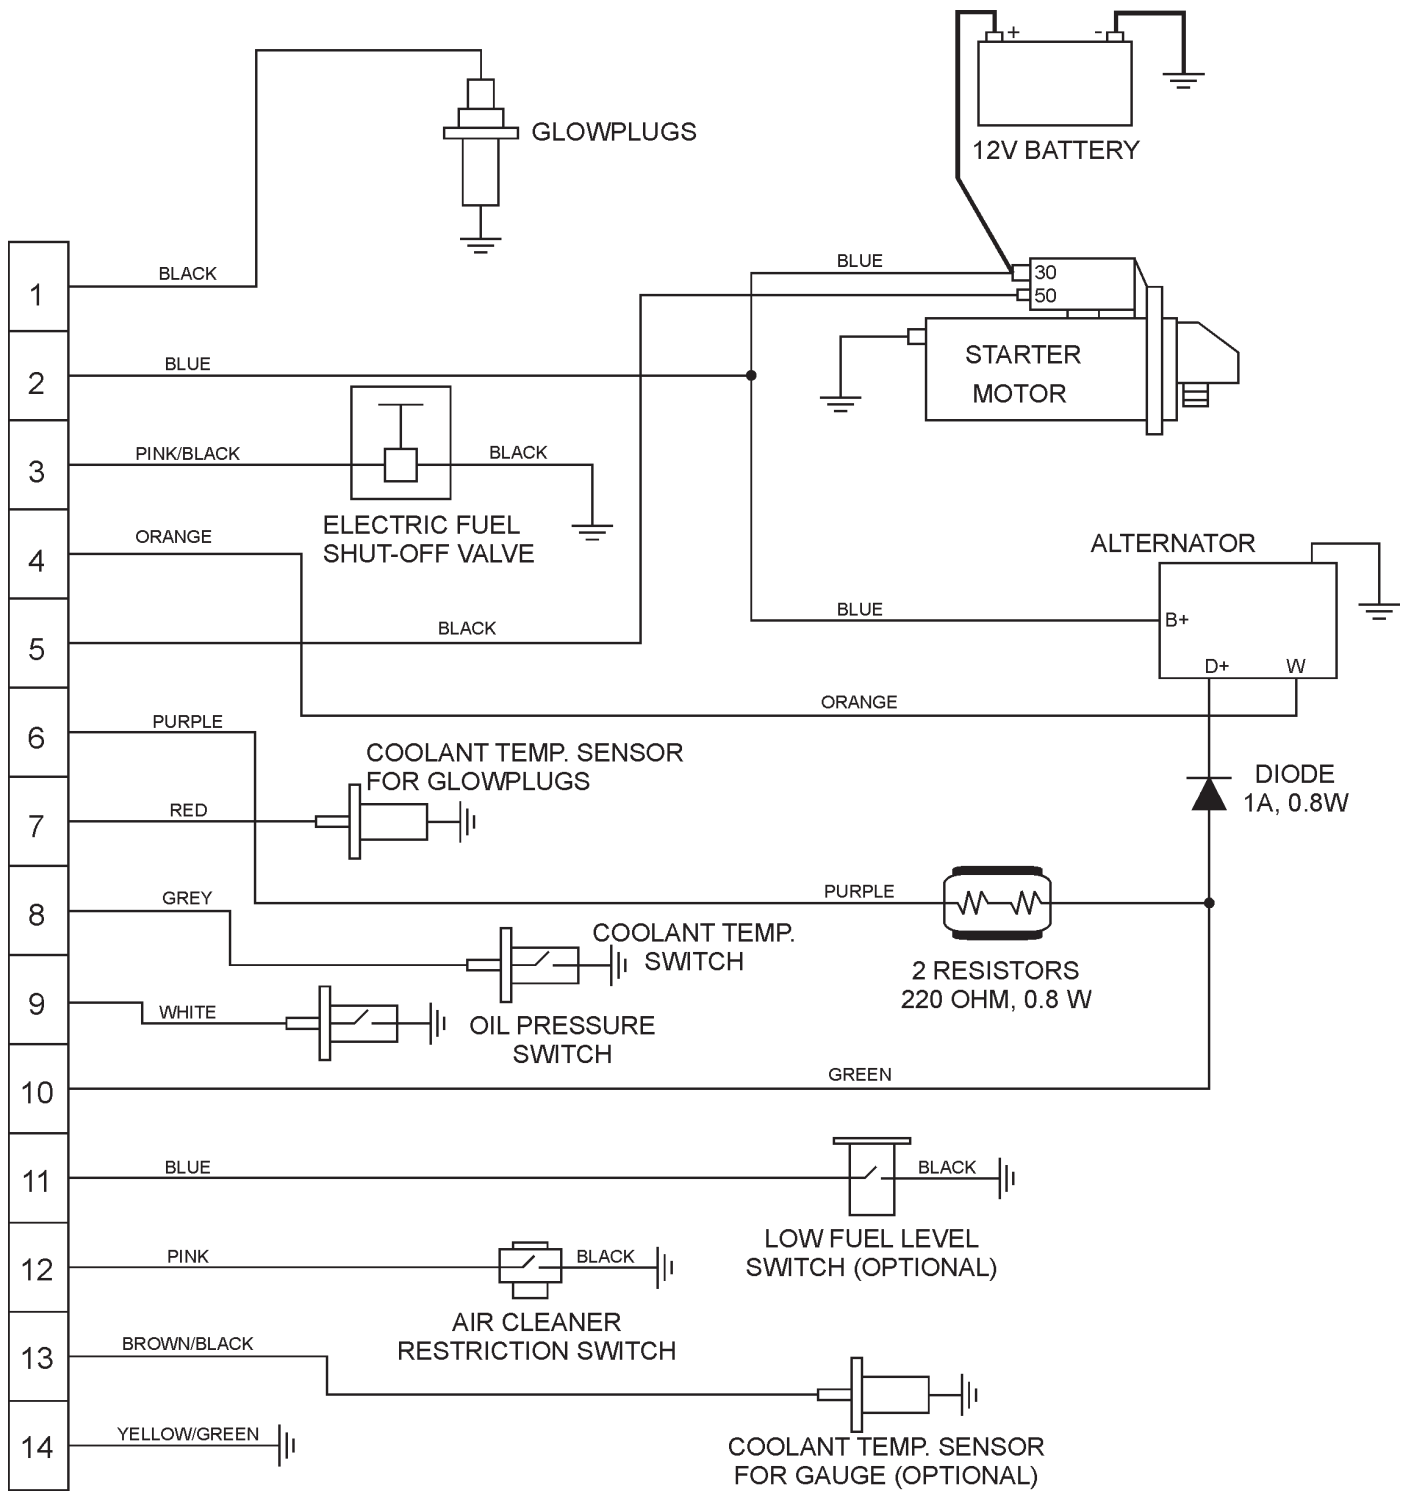 +
-
12V BATTERY
GLOWPLUGS
1
BLACK
BLUE
30
50
STARTER
MOTOR
2
BLUE
3
PINK/BLACK
BLACK
ELECTRIC FUEL
SHUT-OFF VALVE
4
ORANGE
ALTERNATOR
B+
D+
W
BLUE
5
BLACK
ORANGE
6
PURPLE
COOLANT TEMP. SENSOR
FOR GLOWPLUGS
DIODE
1A, 0.8W
7
RED
8
GREY
PURPLE
COOLANT TEMP.
SWITCH
2 RESISTORS
220 OHM, 0.8 W
9
WHITE
OIL PRESSURE
SWITCH
10
GREEN
11
BLUE
BLACK
LOW FUEL LEVEL
SWITCH (OPTIONAL)
12
PINK
BLACK
AIR CLEANER
RESTRICTION SWITCH
13
BROWN/BLACK
14
YELLOW/GREEN
COOLANT TEMP. SENSOR
FOR GAUGE (OPTIONAL)